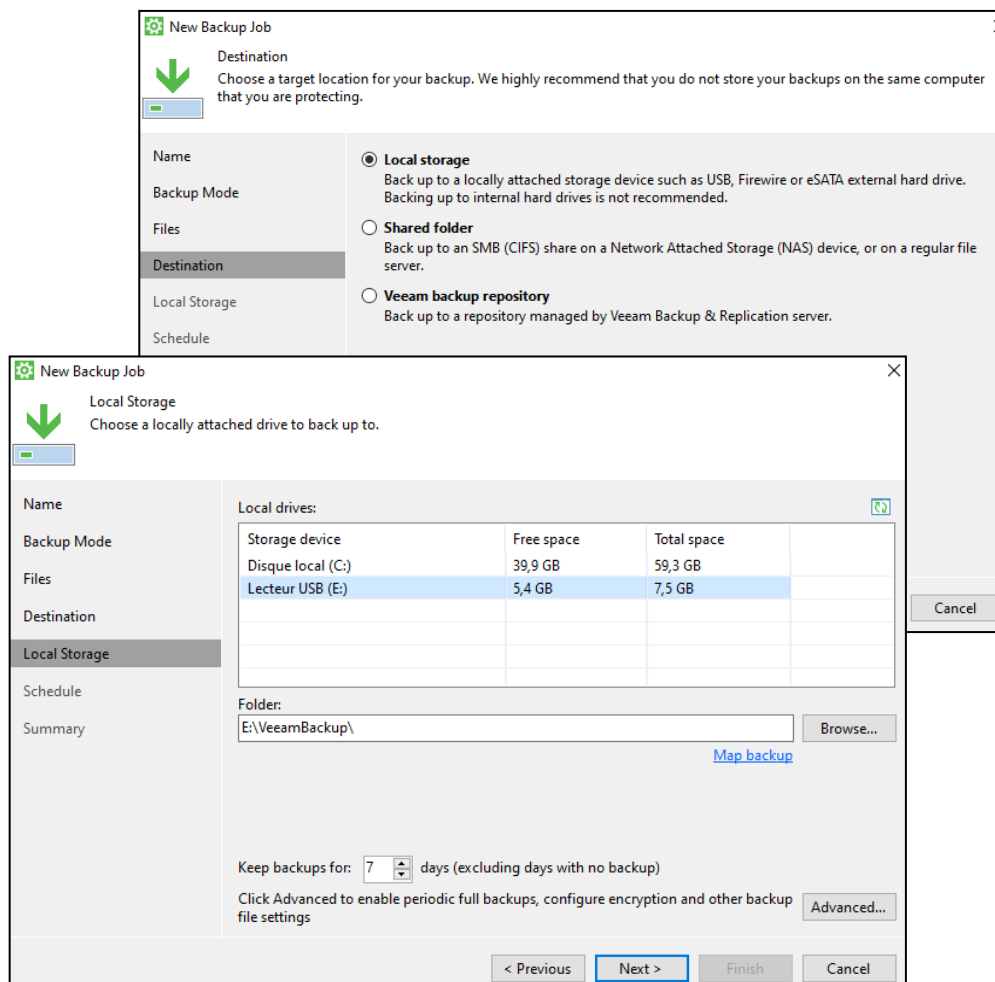 New Backup Job
Destination
Choose a target location for your backup. We highly recommend that you do not store your backups on the same computer
that you are protecting.
Name
Backup Mode
Files
Destination
Local Storage
Schedule
Local storage
Back up to a locally attached storage device such as USB, Firewire or eSATA external hard drive.
Backing up to internal hard drives is not recommended.
Shared folder
Back up to an SMB (CIFS) share on a Network Attached Storage (NAS) device, or on a regular file
server.
Veeam backup repository
Back up to a repository managed by Veeam Backup & Replication server.
Cancel
New Backup Job
Local Storage
Choose a locally attached drive to back up to.
Name
Backup Mode
Files
Destination
Local Storage
Schedule
Summary
Local drives:
Storage device Free space Total space
Disque local (C:) 39,9 GB 59,3 GB
Lecteur USB (E:) 5,4 GB 7,5 GB
Folder:
E:\VeeamBackup\ Browse...
Map backup
Keep backups for: 7 days (excluding days with no backup)
Click Advanced to enable periodic full backups, configure encryption and other backup
file settings
Advanced...
< Previous Next > Finish Cancel